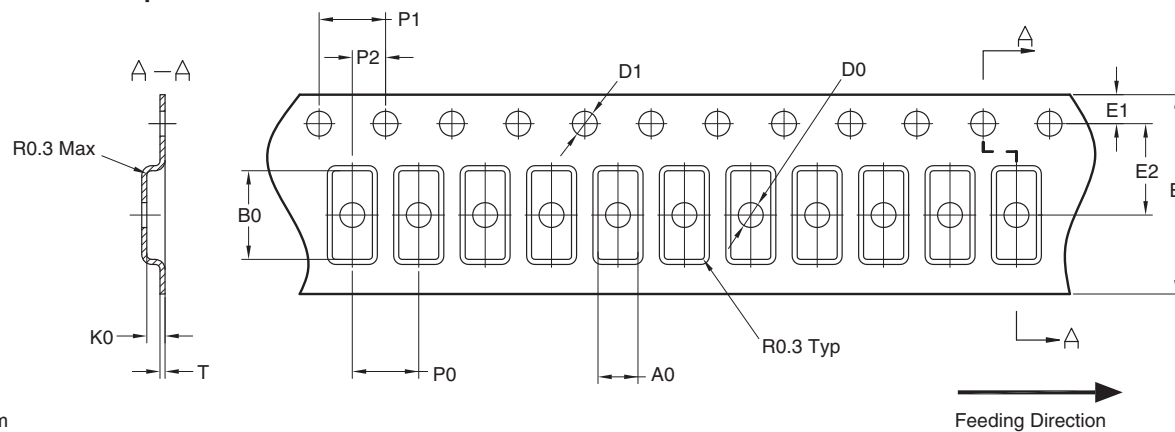 P1
P2
A
A – A
D1
D0
E1
R0.3 Max
E2
B0
R0.3 Typ
A
K0
T
P0
A0
Feeding Direction